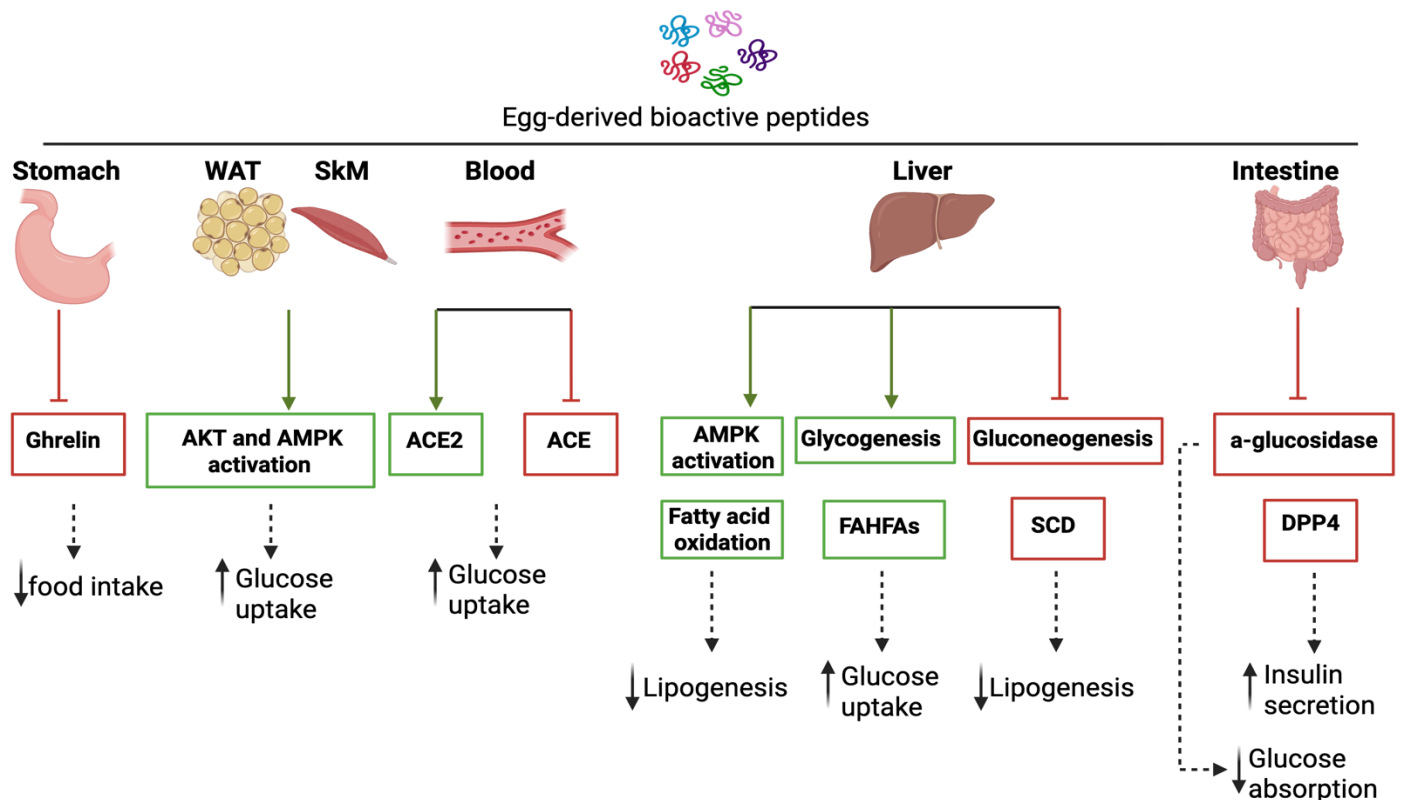 Egg-derived bioactive peptides
Stomach
WAT
SkM
Blood
Liver
Intestine
Ghrelin
AKT and AMPK
activation
ACE2
ACE
AMPK
activation
Glycogenesis
Gluconeogenesis
a-glucosidase
Fatty acid
oxidation
FAHFAs
SCD
DPP4
food intake
Glucose
uptake
Glucose
uptake
Lipogenesis
Glucose
uptake
Lipogenesis
Insulin
secretion
Glucose
absorption